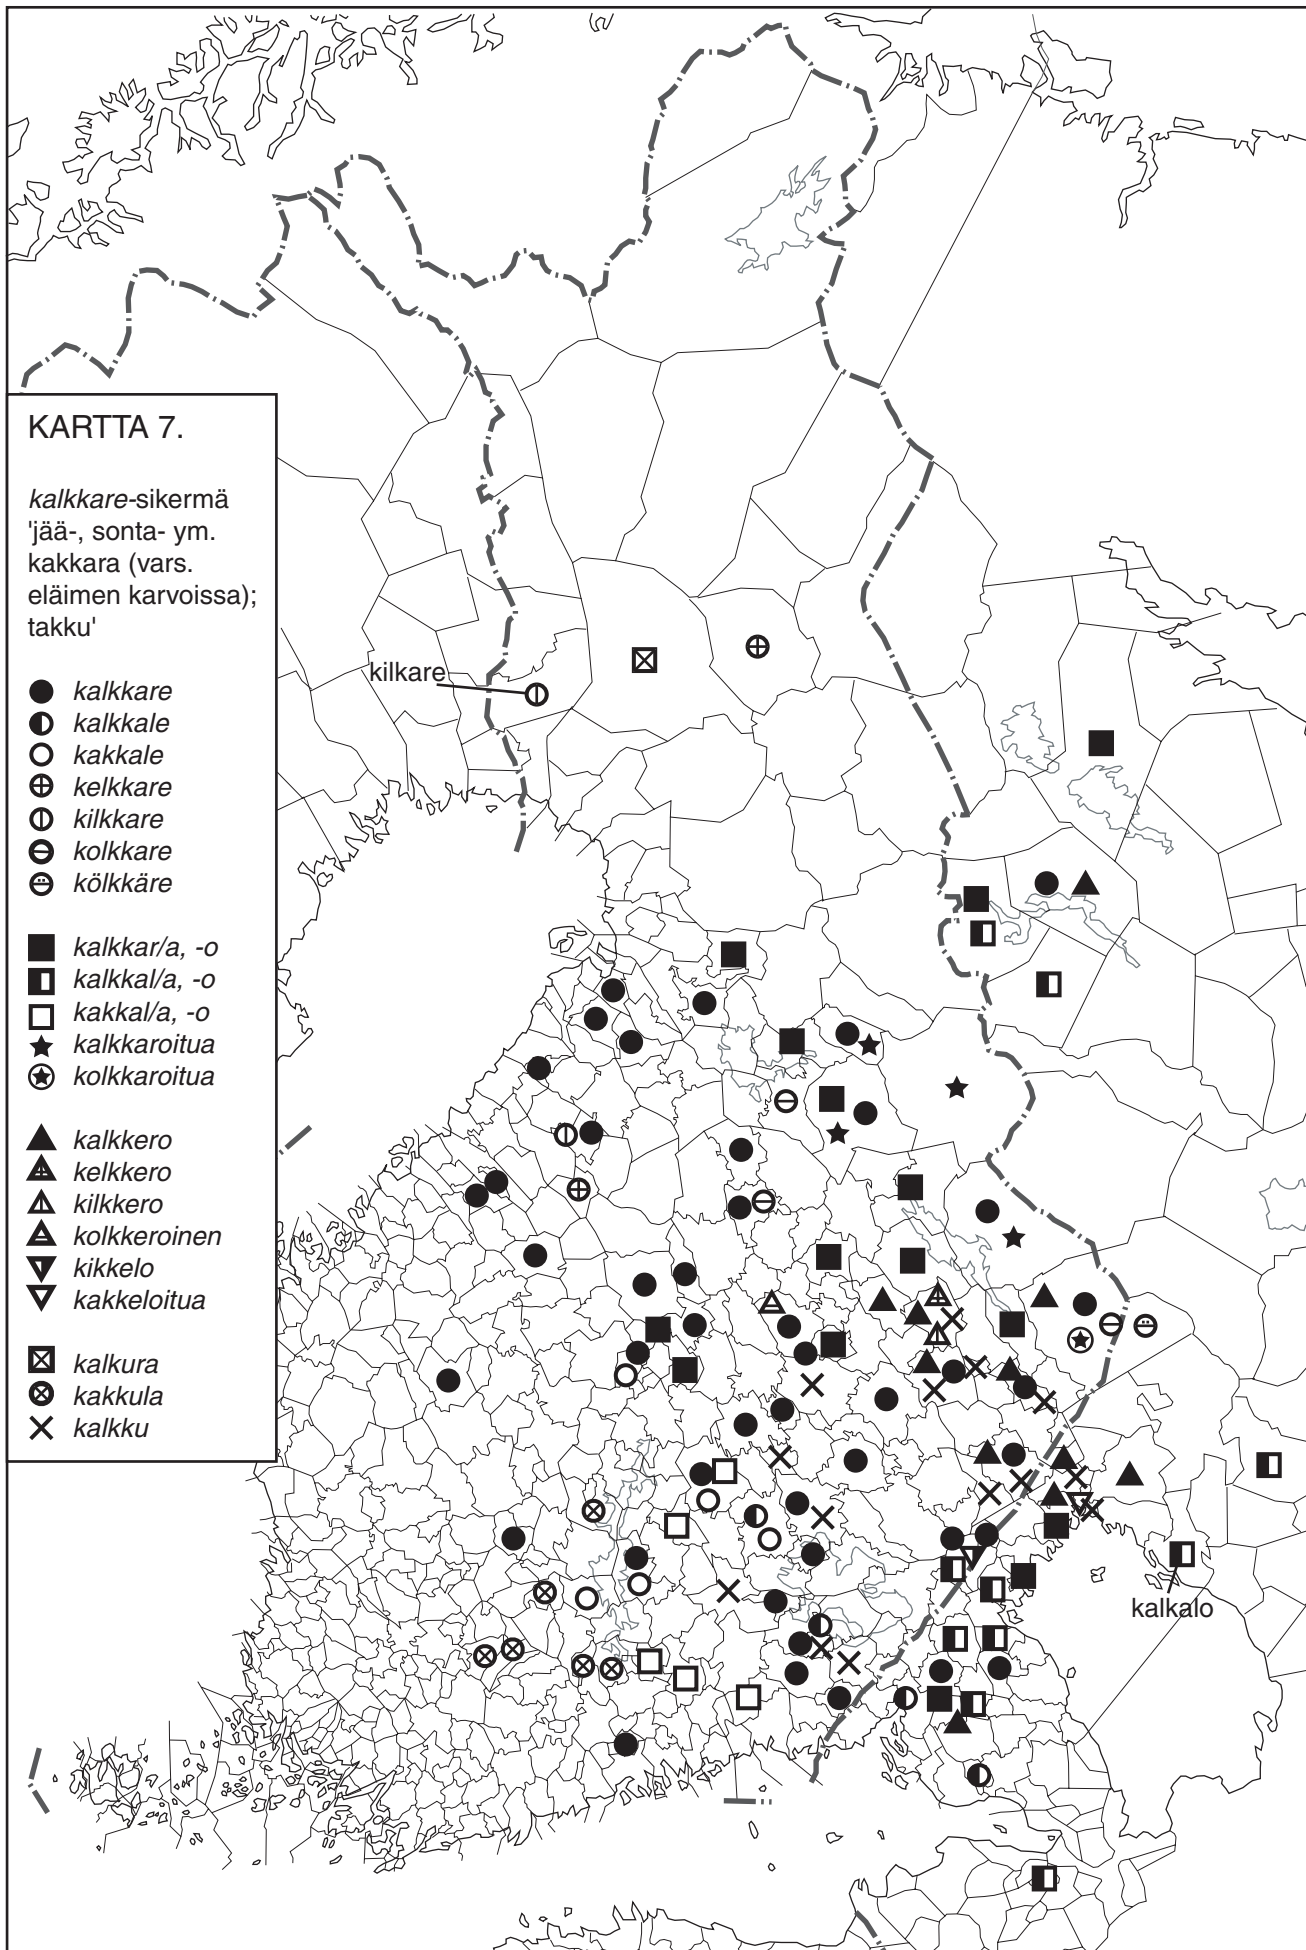 KARTTA 7.
kalkkare-sikermä
'jää-, sonta- ym.
kakkara (vars.
eläimen karvoissa);
takku'
kalkkare
kalkkale
kakkale
kelkkare
kilkkare
kolkkare
kölkkäre
kalkkar/a, -o
kalkkal/a, -o
kakkal/a, -o
kalkkaroitua
kolkkaroitua
kalkkero
kelkkero
kilkkero
kolkkeroinen
kikkelo
kakkeloitua
kalkura
kakkula
kalkku
kilkare
kalkalo